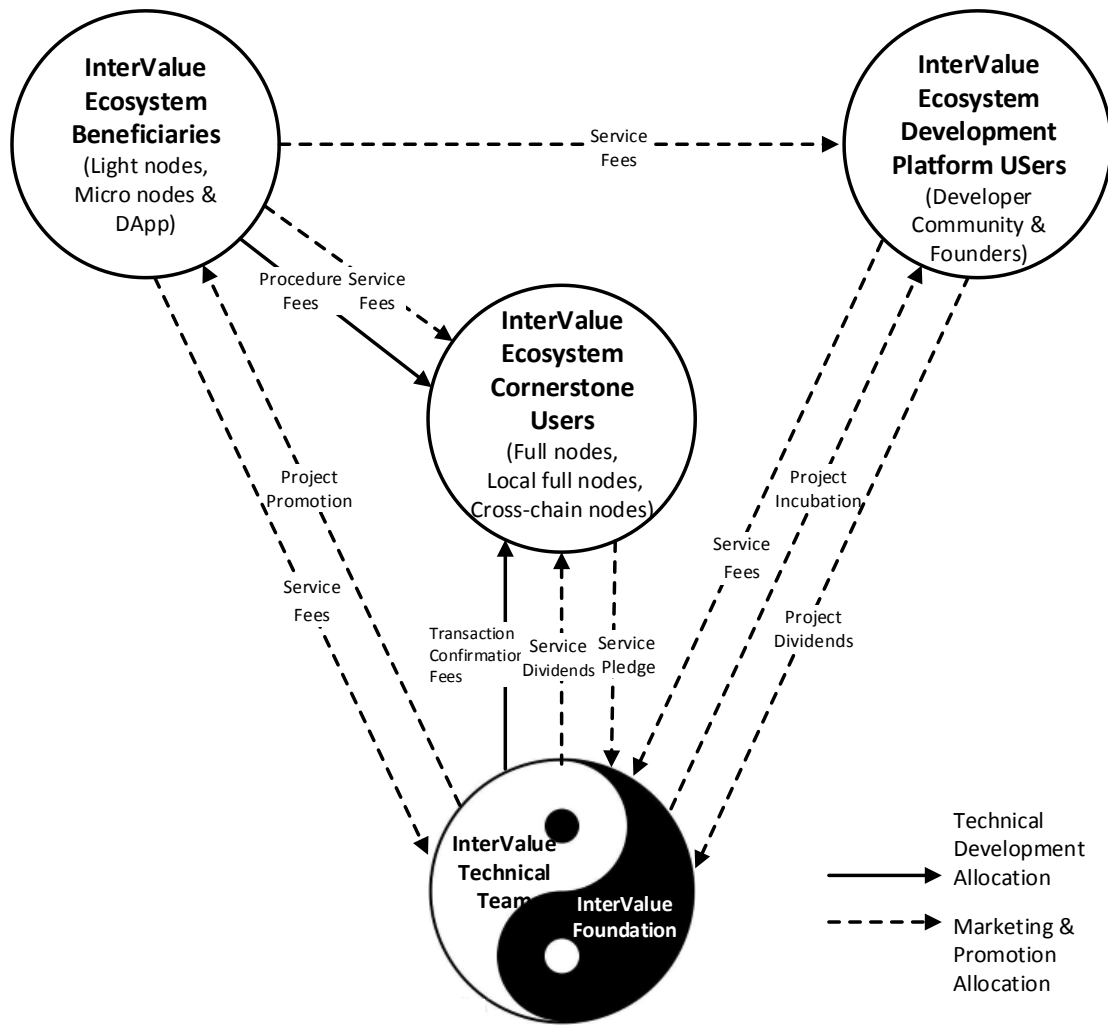 InterValue
Ecosystem
Beneficiaries
(Light nodes,
Micro nodes &
DApp)
InterValue
Ecosystem
Development
Platform USers
(Developer
Community &
Founders)
Service
Fees
Procedure
Fees
Service
Fees
InterValue
Ecosystem
Cornerstone
Users
(Full nodes,
Local full nodes,
Cross-chain nodes)
Project
Promotion
Service
Fees
Transaction
Confirmation
Fees
Service
Dividends
Service
Pledge
Service
Fees
Project
Incubation
Project
Dividends
InterValue
Technical
Team
InterValue
Foundation
Technical
Development
Allocation
Marketing &
Promotion
Allocation